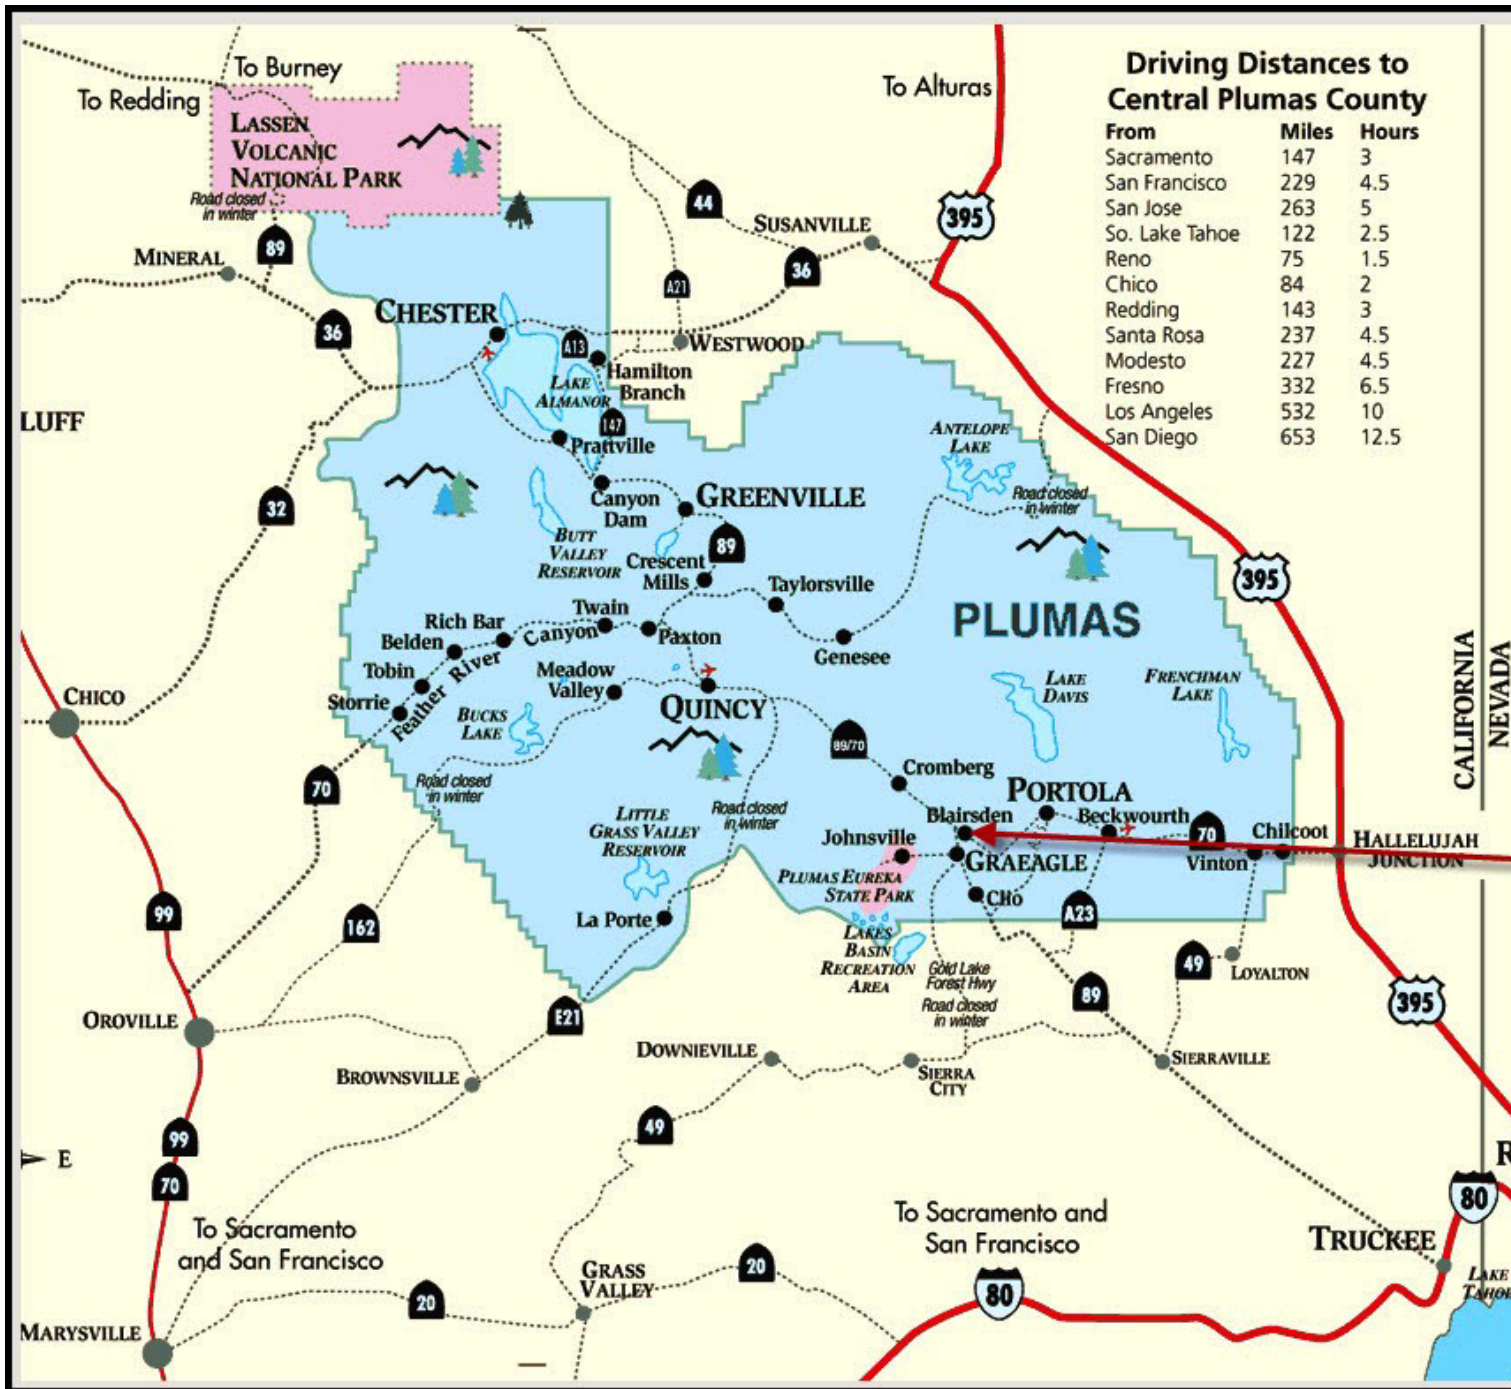 To Burney
To Redding
LASSEN
VOLCANIC
NATIONAL PARK
Road closed
in winter
To Alturas
Driving Distances to
Central Plumas County
From Miles Hours
Sacramento 147 3
San Francisco 229 4.5
San Jose 263 5
So. Lake Tahoe 122 2.5
Reno 75 1.5
Chico 84 2
Redding 143 3
Santa Rosa 237 4.5
Modesto 227 4.5
Fresno 332 6.5
Los Angeles 532 10
San Diego 653 12.5
44
395
SUSANVILLE
89
MINERAL
36
A21
CHESTER
36
A13
WESTWOOD
Hamilton
Branch
LAKE
ALMANOR
LUFF
147
Prattville
ANTELOPE
LAKE
Road closed
in winter
32
Canyon
Dam
GREENVILLE
BUTT
VALLEY
RESERVOIR
89
Crescent
Mills
395
Taylorsville
PLUMAS
Twain
Rich Bar
Belden
Feather River Canyon
Paxton
Genesee
Tobin
Storrie
Meadow
Valley
CALIFORNIA
NEVADA
CHICO
QUINCY
BUCKS
LAKE
LAKE
DAVIS
FRENCHMAN
LAKE
89/70
70
Road closed
in winter
Cromberg
PORTOLA
LITTLE
GRASS VALLEY
RESERVOIR
Road closed
in winter
Blairsden
Beckwourth
70
Chilcoot
HALLELUJAH
JUNCTION
Johnsville
GRAEAGLE
Vinton
PLUMAS EUREKA
STATE PARK
Clio
A23
99
162
La Porte
LAKES
BASIN
RECREATION
AREA
Gold Lake
Forest Hwy
Road closed
in winter
49
LOYALTON
89
395
OROVILLE
E21
DOWNIEVILLE
SIERRA
CITY
SIERRAVILLE
BROWNSVILLE
49
99
E
70
R
80
To Sacramento
and San Francisco
To Sacramento and
San Francisco
TRUCKEE
GRASS
VALLEY
20
20
80
LAKE
TAHOE
MARYSVILLE